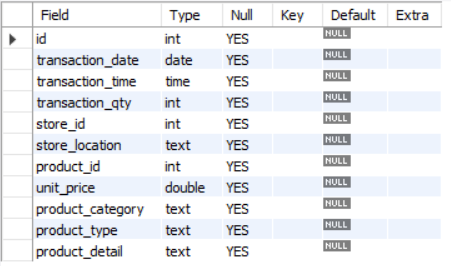 Field Type Null Key Default Extra
id int YES NULL
transaction_date date YES NULL
transaction_time time YES NULL
transaction_qty int YES NULL
store_id int YES NULL
store_location text YES NULL
product_id int YES NULL
unit_price double YES NULL
product_category text YES NULL
product_type text YES NULL
product_detail text YES NULL